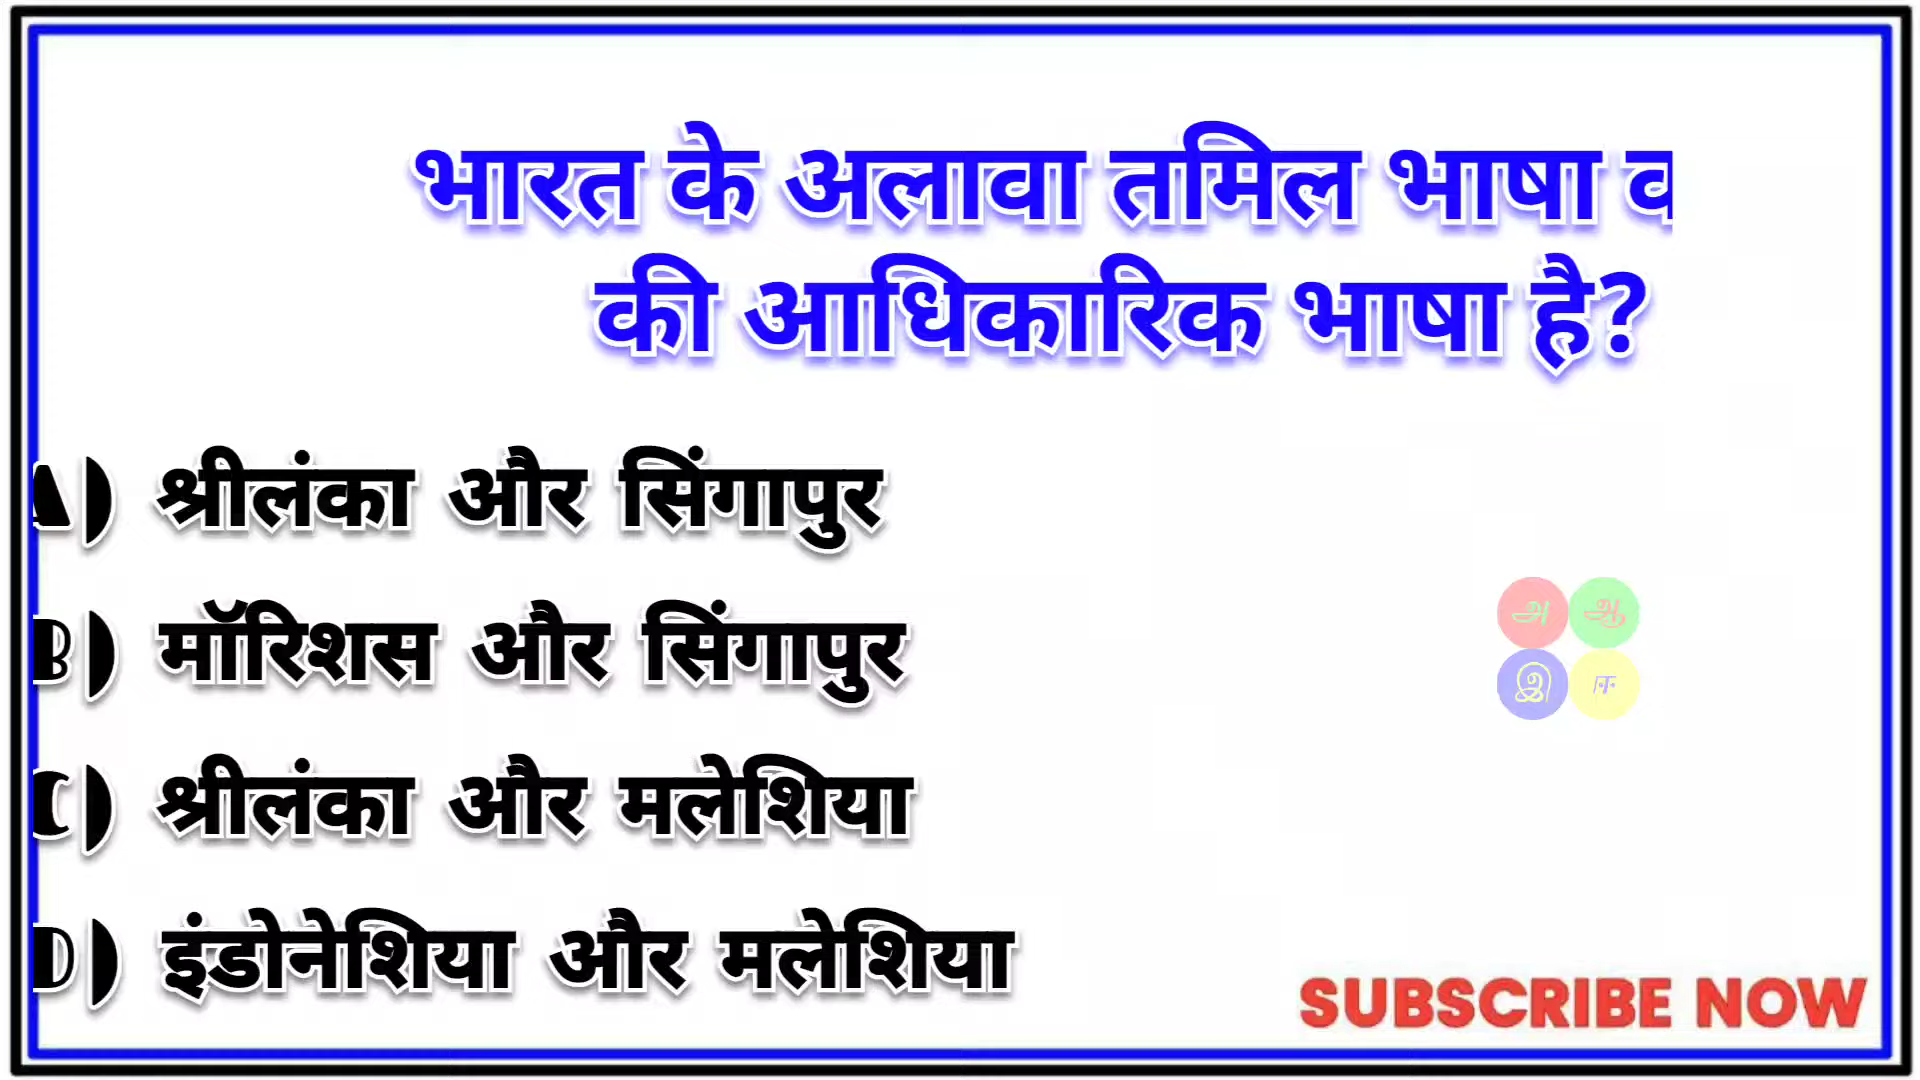 भारत के अलावा तमिल भाषा
की आधिकारिक भाषा है?
A) श्रीलंका और सिंगापुर
B) मॉरिशस और सिंगापुर
C) श्रीलंका और मलेशिया
D) इंडोनेशिया और मलेशिया
அ ஆ
இ ஈ
SUBSCRIBE NOW